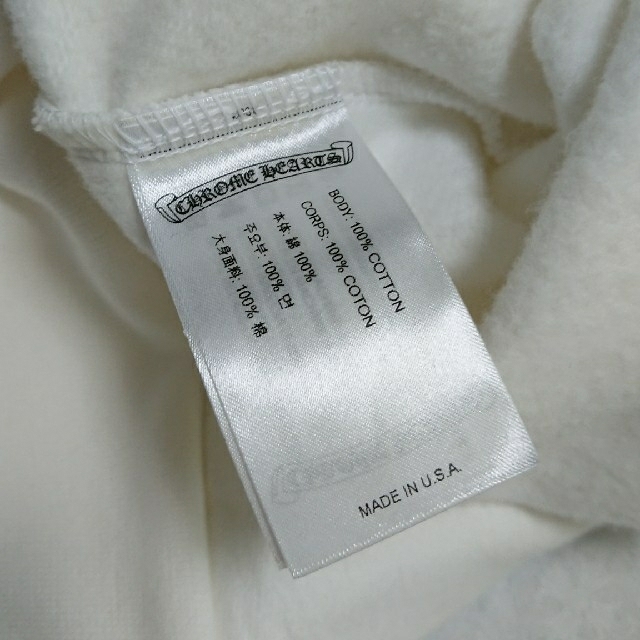 CHROME HEARTS
BODY: 100% COTTON
CORPS: 100% COTON
本体: 綿 100%
주요부: 100% 면
大身面料: 100% 棉
MADE IN U.S.A.